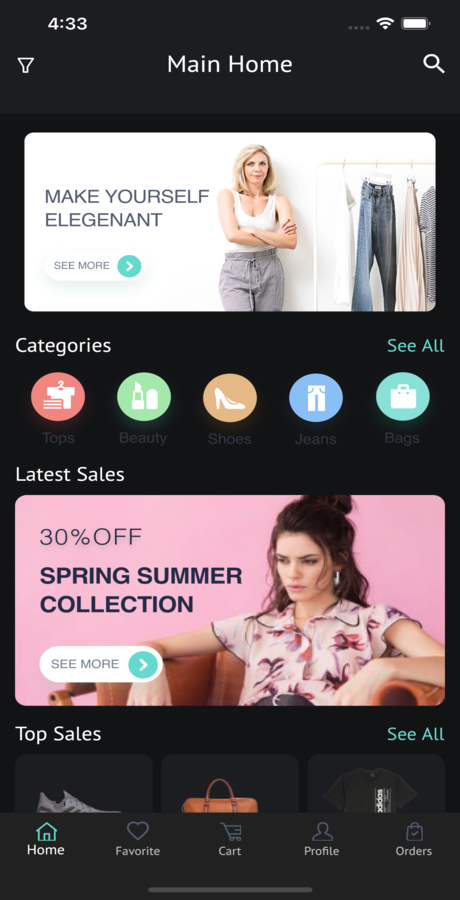 4:33
Main Home
MAKE YOURSELF
ELEGENANT
SEE MORE
Categories
See All
Tops
Beauty
Shoes
Jeans
Bags
Latest Sales
30%OFF
SPRING SUMMER
COLLECTION
SEE MORE
Top Sales
See All
adidas
Home
Favorite
Cart
Profile
Orders